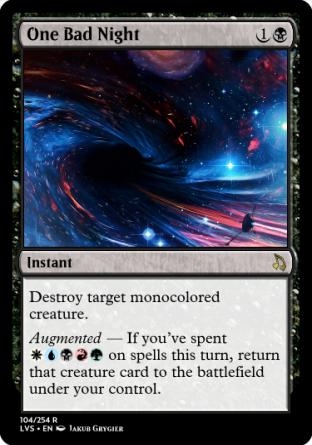 One Bad Night 1
Instant
Destroy target monocolored
creature.
Augmented — If you've spent
on spells this turn, return
that creature card to the battlefield
under your control.
104/254 R
LVS • EN Jakub Grygier